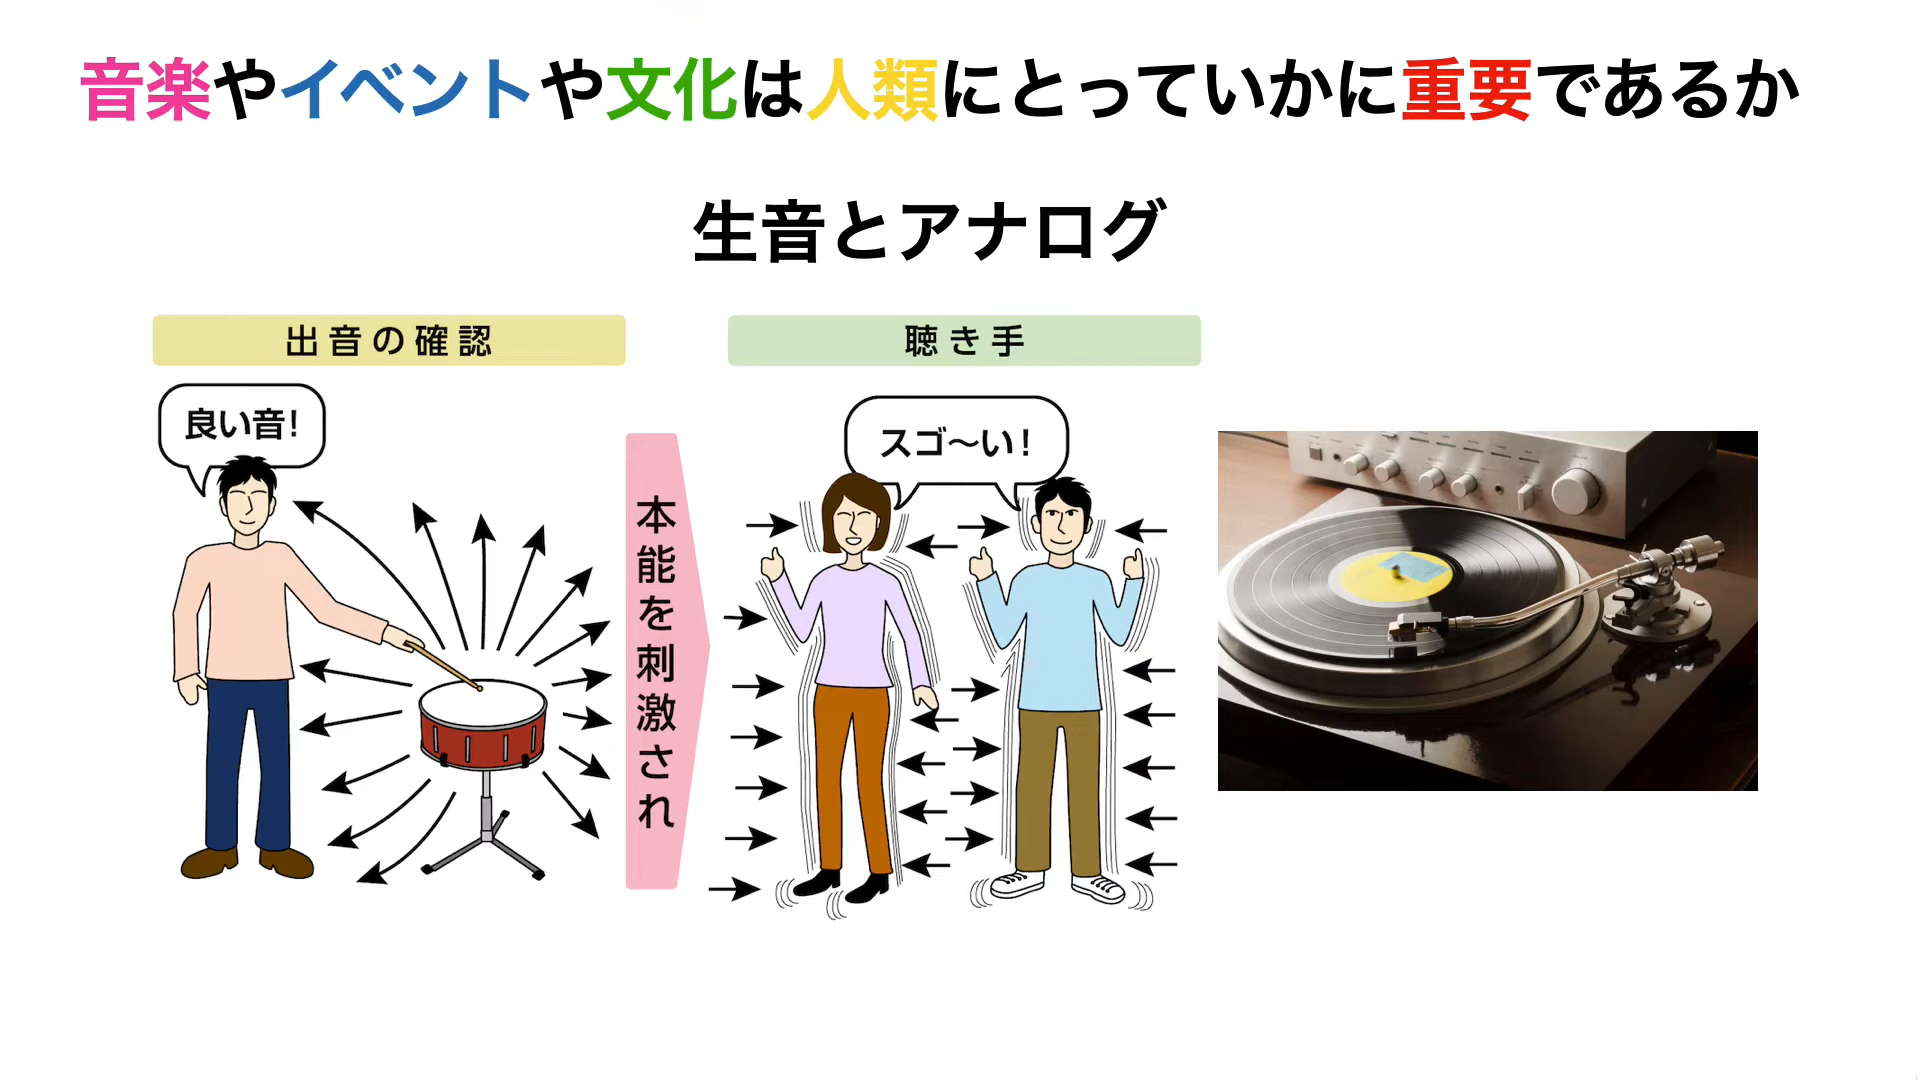 音楽やイベントや文化は人類にとっていかに重要であるか
生音とアナログ
出音の確認
聴き手
良い音!
スゴ〜い!
本能を刺激され